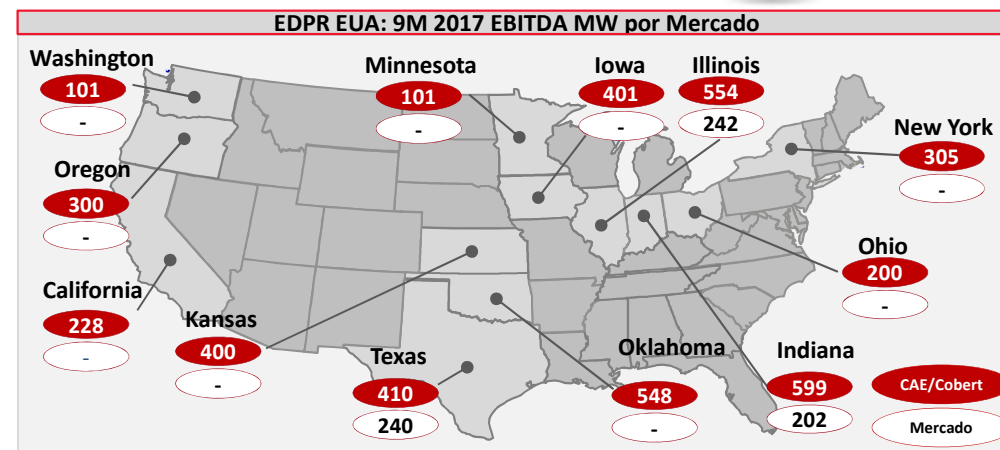 EDPR EUA: 9M 2017 EBITDA MW por Mercado
Washington
101
-
Minnesota
101
-
Iowa
401
-
Illinois
554
242
New York
305
-
Oregon
300
-
Ohio
200
-
California
228
-
Kansas
400
-
Texas
410
240
Oklahoma
548
-
Indiana
599
202
CAE/Cobert
Mercado